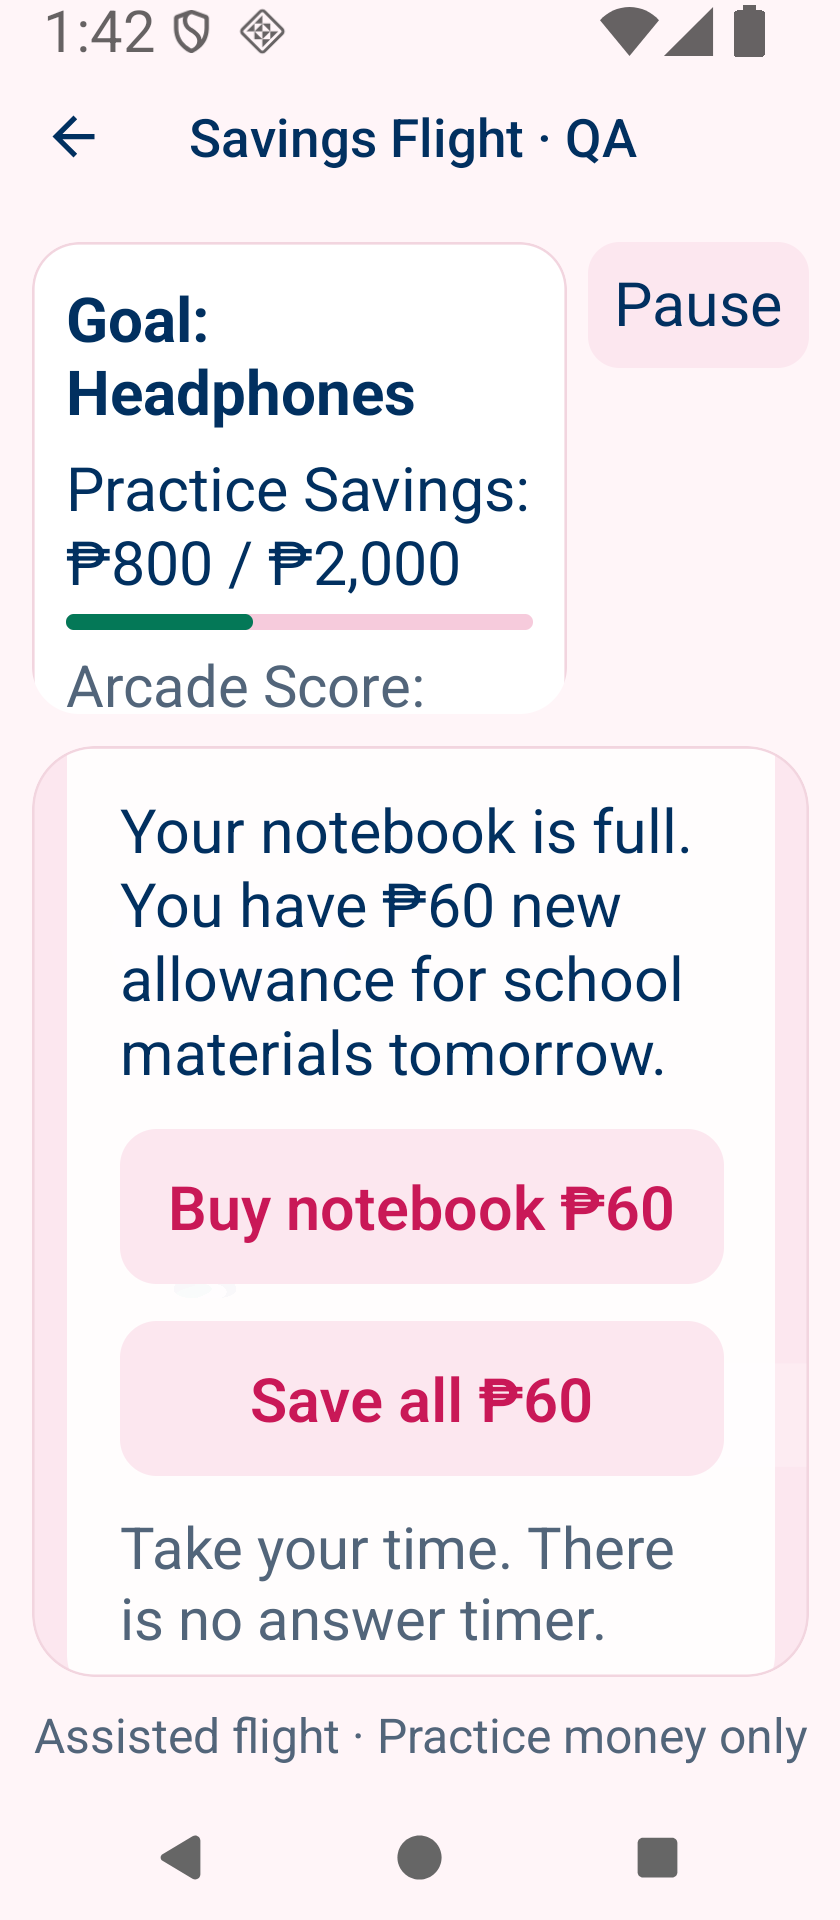 1:42
Savings Flight · QA
Goal:
Headphones
Pause
Practice Savings:
₱800 / ₱2,000
Arcade Score:
Your notebook is full.
You have ₱60 new
allowance for school
materials tomorrow.
Buy notebook ₱60
Save all ₱60
Take your time. There
is no answer timer.
Assisted flight · Practice money only